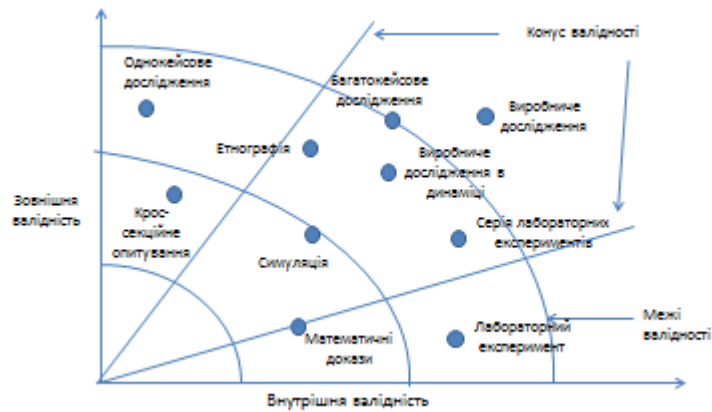 Конус валідності
Однокейсове
дослідження
Багатокейсове
дослідження
Виробниче
дослідження
Етнографія
Виробниче
дослідження в
динаміці
Зовнішня
валідність
Крос-
секційне
опитування
Серія лабораторних
експериментів
Симуляція
Межі
валідності
Математичні
докази
Лабораторний
експеримент
Внутрішня валідність